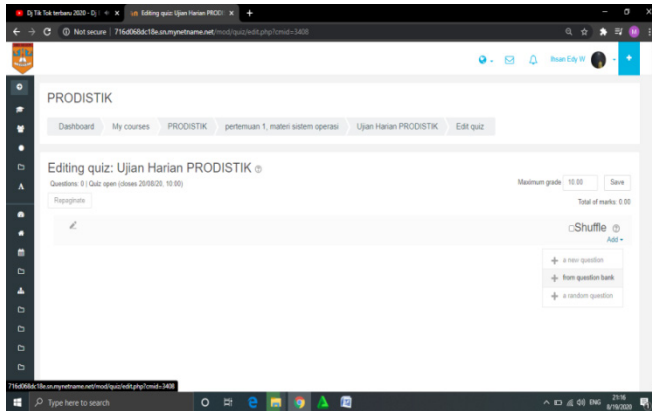 Dj Tik Tok terbaru 2020 - Dj
Editing quiz: Ujian Harian PRODI
Not secure | 716d068dc18e.sn.mynetname.net/mod/quiz/edit.php?cmid=3408
Ihsan Edy W
PRODISTIK
Dashboard My courses PRODISTIK pertemuan 1, materi sistem operasi Ujian Harian PRODISTIK Edit quiz
Editing quiz: Ujian Harian PRODISTIK
Questions: 0 | Quiz open (closes 20/08/20, 10:00)
Maximum grade 10.00 Save
Repaginate
Total of marks: 0.00
Shuffle
Add
a new question
from question bank
a random question
716d068dc18e.sn.mynetname.net/mod/quiz/edit.php?cmid=3408
Type here to search
ENG
21:16
8/19/2020